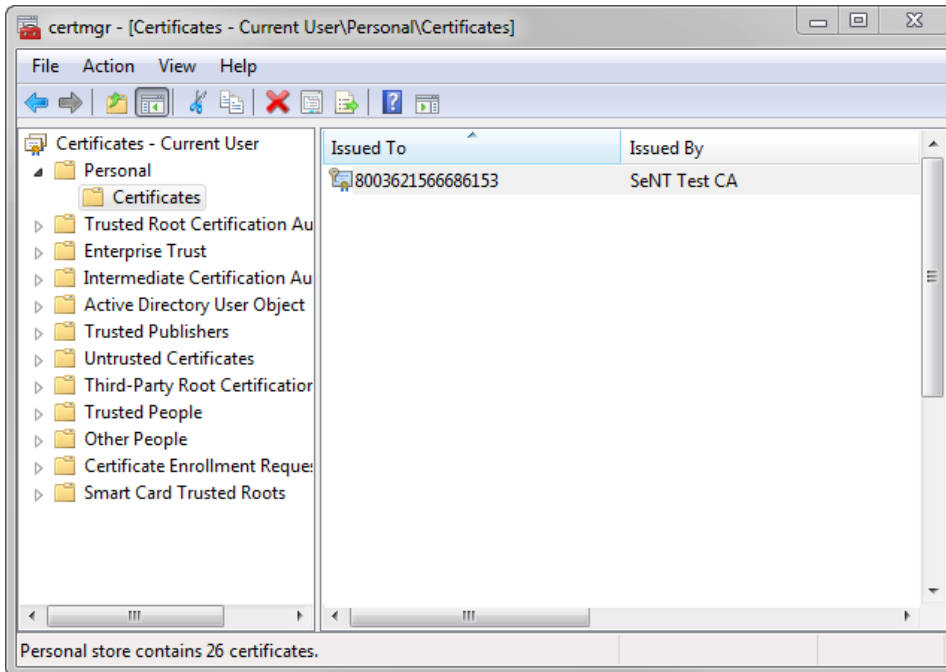 certmgr - [Certificates - Current User\Personal\Certificates]
File Action View Help
Certificates - Current User
Personal
Certificates
Trusted Root Certification Au
Enterprise Trust
Intermediate Certification Au
Active Directory User Object
Trusted Publishers
Untrusted Certificates
Third-Party Root Certification
Trusted People
Other People
Certificate Enrollment Reques
Smart Card Trusted Roots
Issued To Issued By
8003621566686153 SeNT Test CA
Personal store contains 26 certificates.